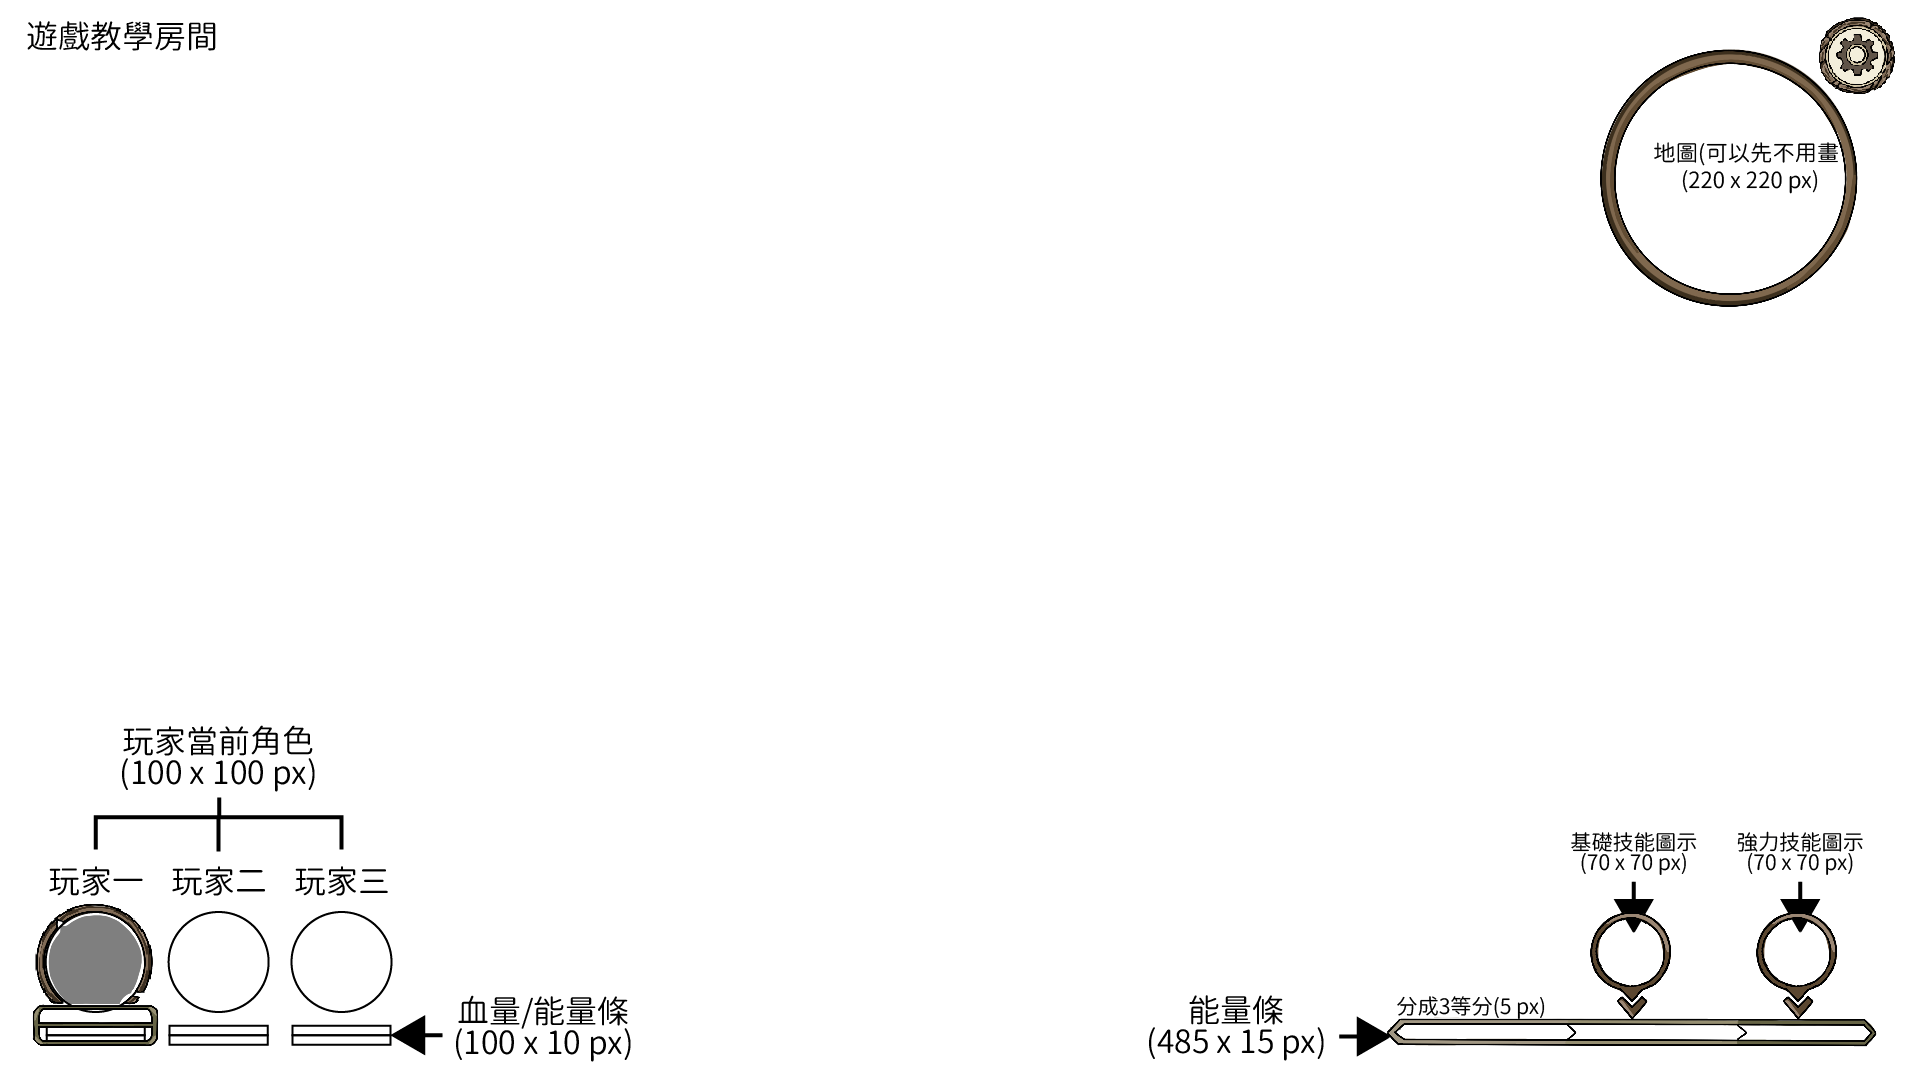 遊戲教學房間
地圖(可以先不用畫
(220 x 220 px)
玩家當前角色
(100 x 100 px)
玩家一
玩家二
玩家三
血量/能量條
(100 x 10 px)
基礎技能圖示
(70 x 70 px)
強力技能圖示
(70 x 70 px)
分成3等分(5 px)
能量條
(485 x 15 px)